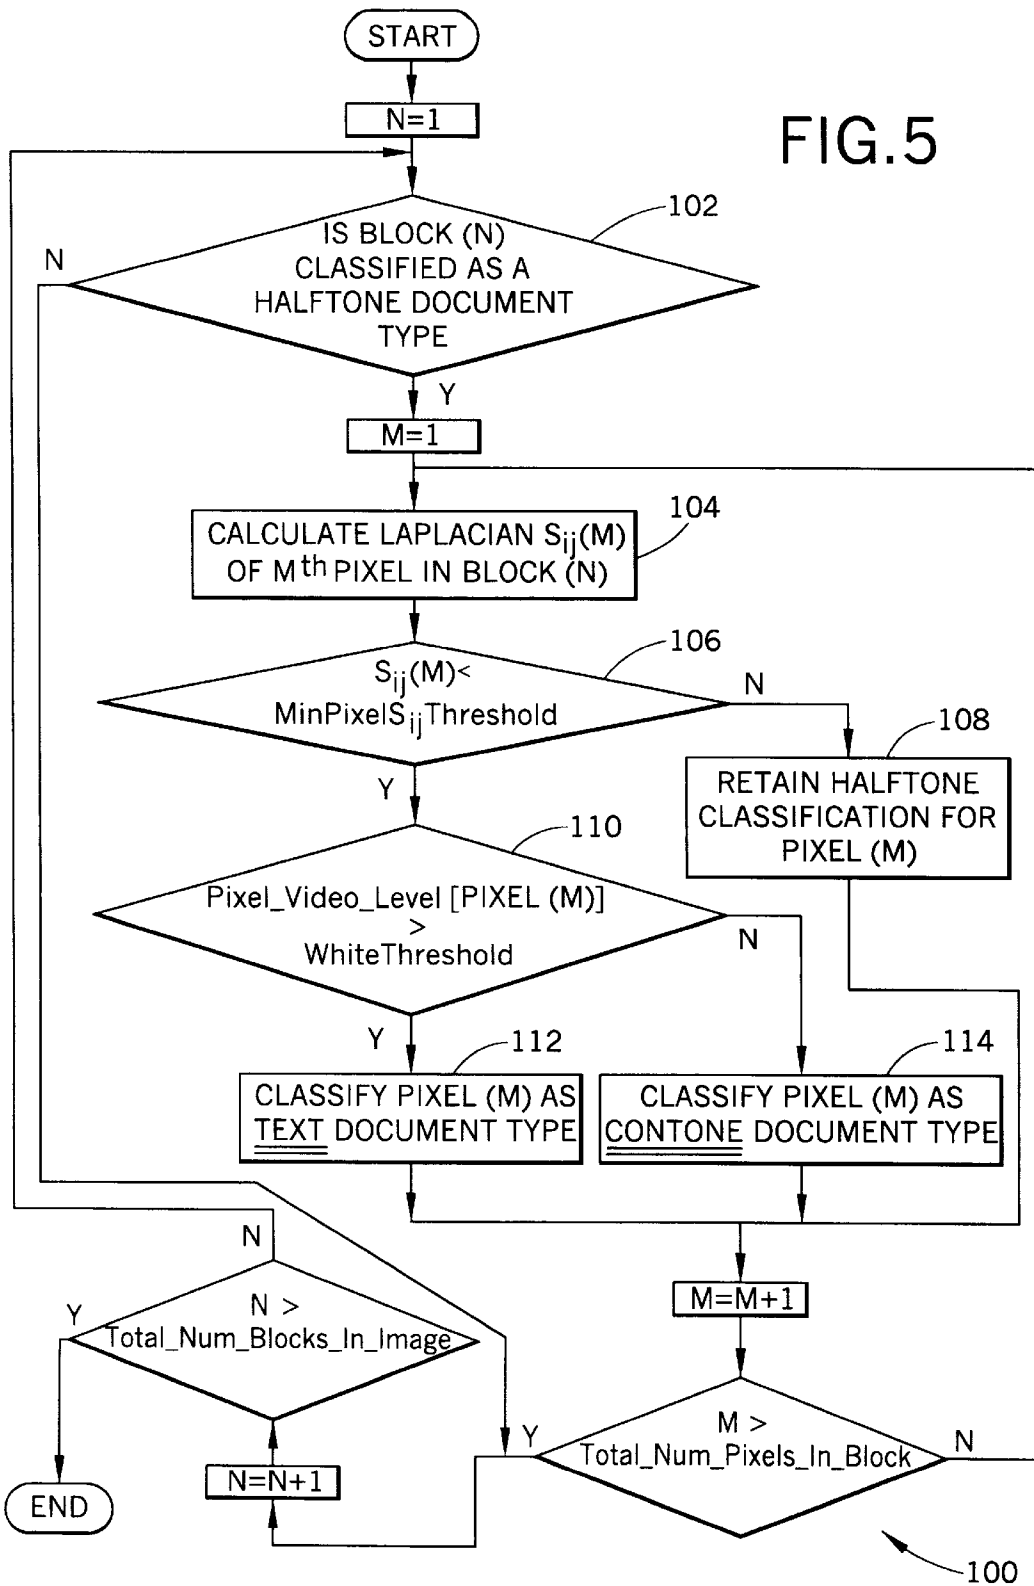 START
N=1
FIG.5
102
N
IS BLOCK (N)
CLASSIFIED AS A
HALFTONE DOCUMENT
TYPE
Y
M=1
104
CALCULATE LAPLACIAN Sij(M)
OF Mth PIXEL IN BLOCK (N)
106
Sij(M)<
MinPixelSijThreshold
N
Y
108
RETAIN HALFTONE
CLASSIFICATION FOR
PIXEL (M)
110
Pixel_Video_Level [PIXEL (M)]
>
WhiteThreshold
N
Y
112
CLASSIFY PIXEL (M) AS
TEXT DOCUMENT TYPE
114
CLASSIFY PIXEL (M) AS
CONTONE DOCUMENT TYPE
N
Y
N >
Total_Num_Blocks_In_Image
M=M+1
Y
M >
Total_Num_Pixels_In_Block
N
N=N+1
END
100